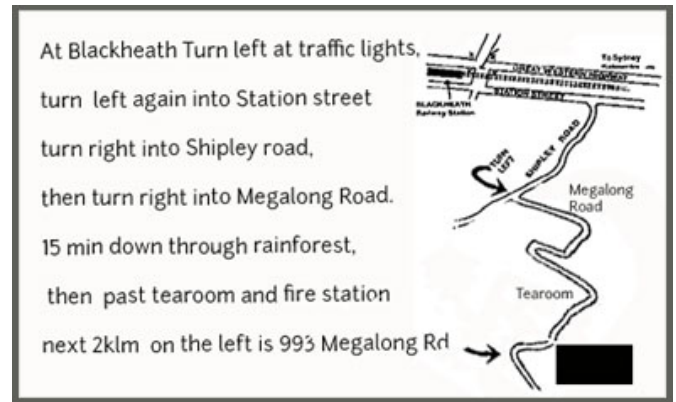 At Blackheath Turn left at traffic lights,
turn left again into Station street
turn right into Shipley road,
then turn right into Megalong Road.
15 min down through rainforest,
then past tearoom and fire station
next 2klm on the left is 993 Megalong Rd
To Sydney
GREAT WESTERN HIGHWAY
STATION STREET
BLACKHEATH
Railway Station
SHIPLEY ROAD
TURN
LEFT
Megalong
Road
Tearoom